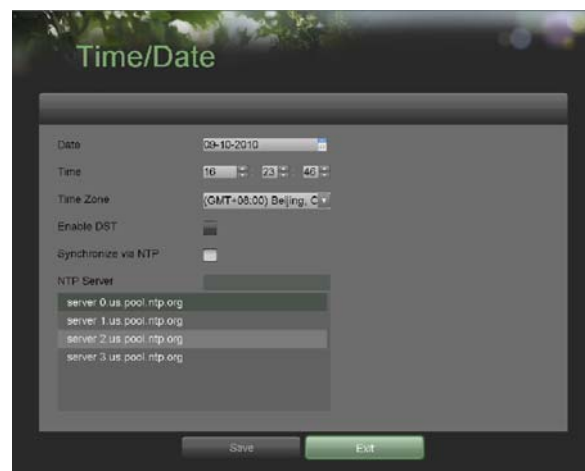 Time/Date
Date 09-10-2010
Time 16 : 23 : 46
Time Zone (GMT+08:00) Beijing, C
Enable DST
Synchronize via NTP
NTP Server
server 0.us.pool.ntp.org
server 1.us.pool.ntp.org
server 2.us.pool.ntp.org
server 3.us.pool.ntp.org
Save Exit